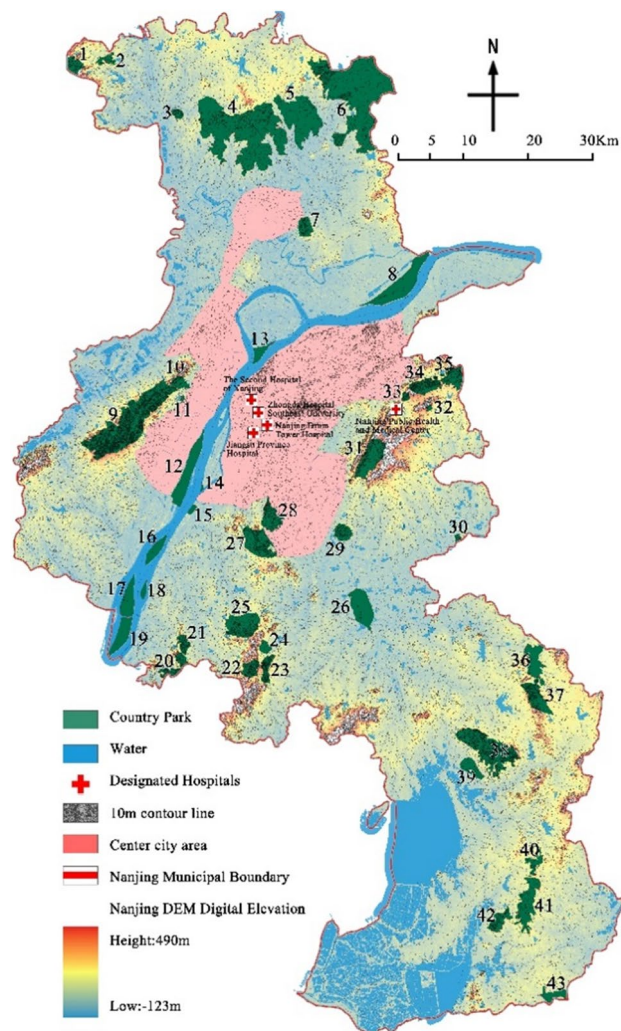 N
0 5 10 20 30Km
1
2
3
4
5
6
7
8
13
10
The Second Hospital
of Nanjing
34
35
33
9
11
Zhongda Hospital
Southeast University
32
Nanjing Drum
Tower Hospital
Nanjing Public Health
and Medical Center
Jiangsu Province
Hospital
31
12
14
15
28
16
27
29
30
17
18
26
25
19
21
24
20
22
23
36
37
Country Park
Water
38
Designated Hospitals
39
10m contour line
Center city area
Nanjing Municipal Boundary
40
Nanjing DEM Digital Elevation
41
42
Height:490m
43
Low:-123m